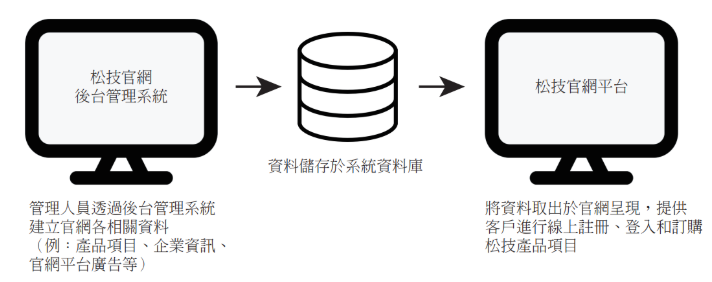 松技官網
後台管理系統
松技官網平台
資料儲存於系統資料庫
管理人員透過後台管理系統
建立官網各相關資料
（例：產品項目、企業資訊、
官網平台廣告等）
將資料取出於官網呈現，提供
客戶進行線上註冊、登入和訂購
松技產品項目